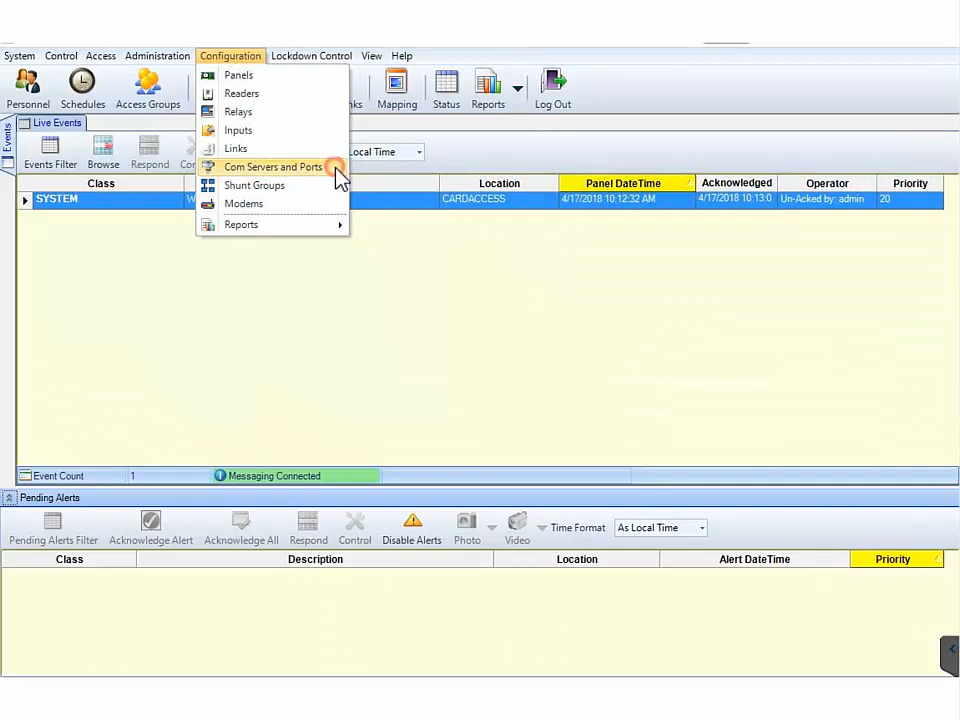 System Control Access Administration Configuration Lockdown Control View Help
Panels
Readers
Relays
Inputs
Links
Com Servers and Ports
Shunt Groups
Modems
Reports
Personnel Schedules Access Groups Mapping Status Reports Log Out
Events
Live Events
Events Filter Browse Respond Local Time
Class Location Panel DateTime Acknowledged Operator Priority
SYSTEM CARDACCESS 4/17/2018 10:12:32 AM 4/17/2018 10:13:0 Un-Acked by: admin 20
Event Count 1 Messaging Connected
Pending Alerts
Pending Alerts Filter Acknowledge Alert Acknowledge All Respond Control Disable Alerts Photo Video Time Format As Local Time
Class Description Location Alert DateTime Priority